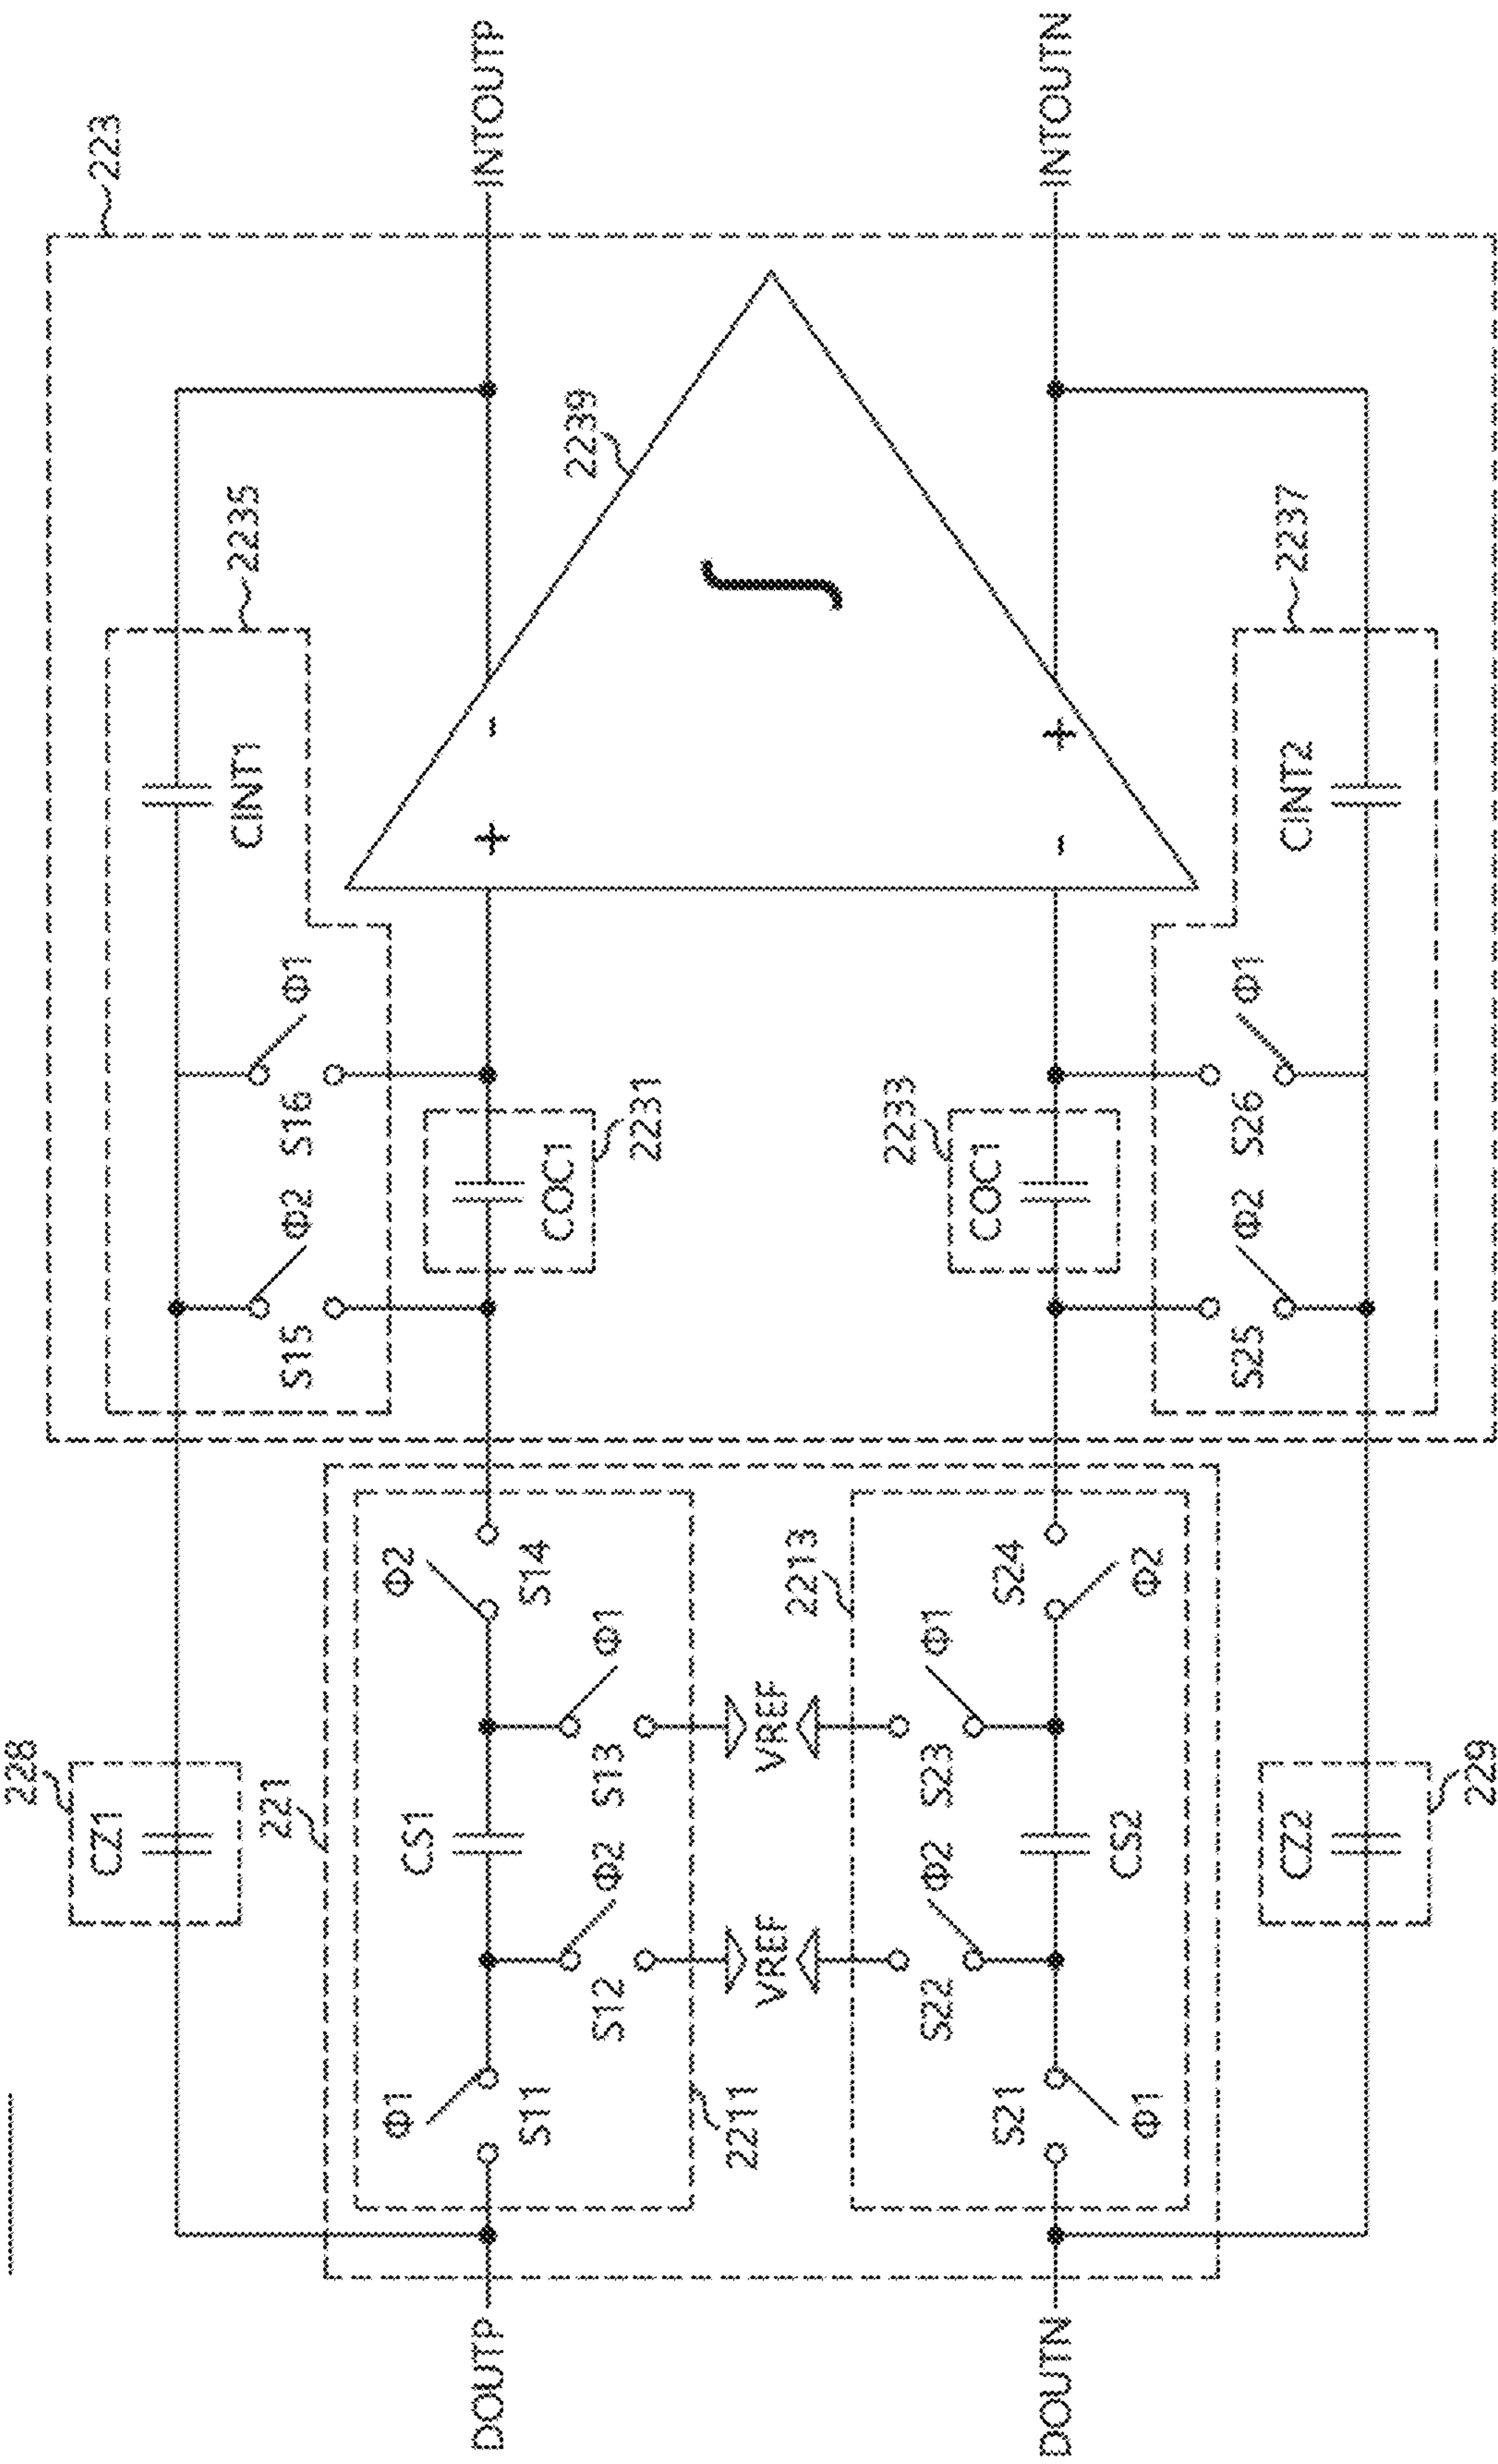 223
228
CZ1
Φ2
S15
Φ1
S16
CINT1
2235
INTOUTP
221
DOUTP
Φ1
S11
CS1
Φ2
S12
Φ1
S13
Φ2
S14
2211
COC1
2231
+
-
2239
∫
VREF
VREF
2213
DOUTN
S21
Φ1
S22
Φ2
S23
Φ1
CS2
S24
Φ2
COC1
2233
-
+
INTOUTN
S25
Φ2
S26
Φ1
CINT2
2237
CZ2
229